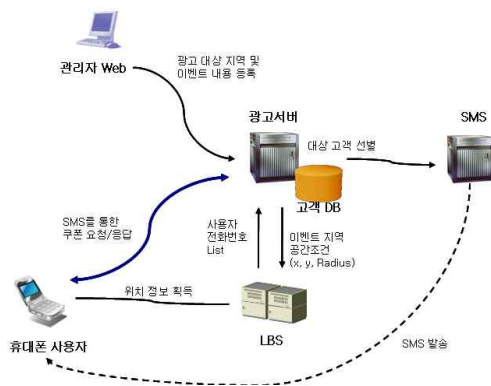 관리자 Web
광고 대상 지역 및
이벤트 내용 등록
광고서버
대상 고객 선별
SMS
고객 DB
SMS를 통한
쿠폰 요청/응답
사용자
전화번호
List
이벤트 지역
공간조건
(x, y, Radius)
위치 정보 획득
휴대폰 사용자
LBS
SMS 발송